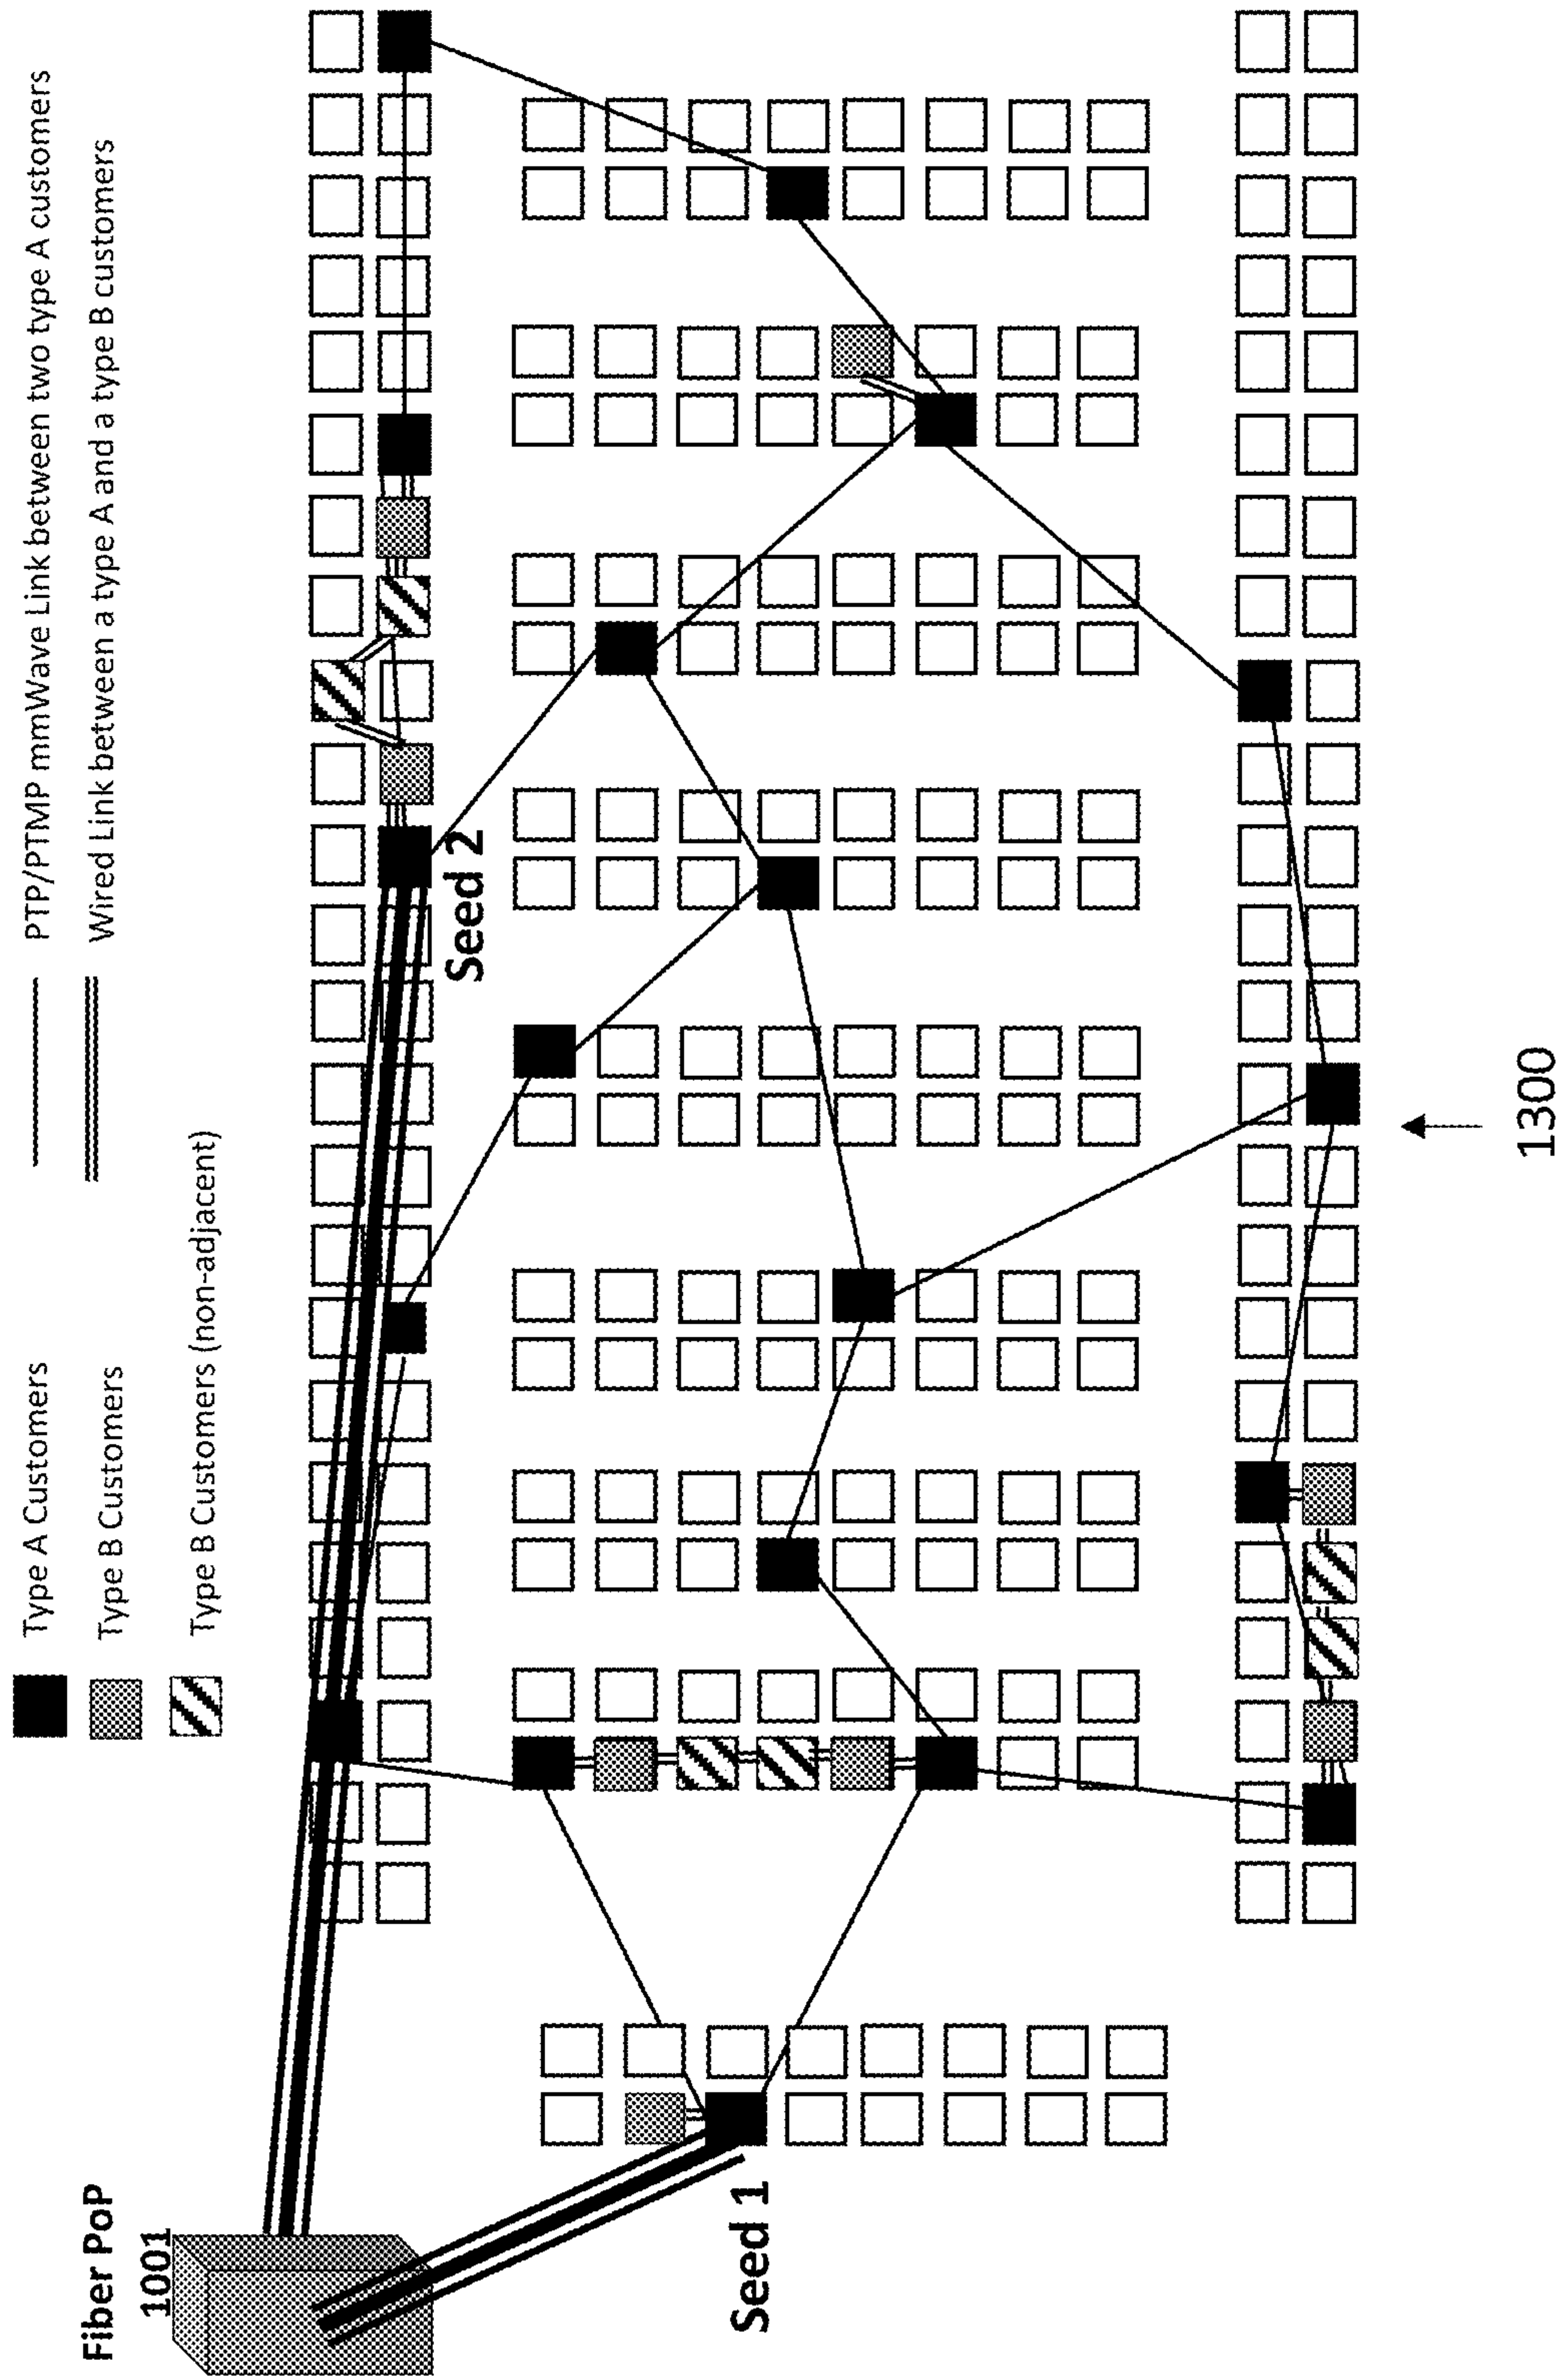 Type A Customers
Type B Customers
Type B Customers (non-adjacent)
PTP/PTMP mmWave Link between two type A customers
Wired Link between a type A and a type B customers
Fiber PoP
1001
Seed 1
Seed 2
1300